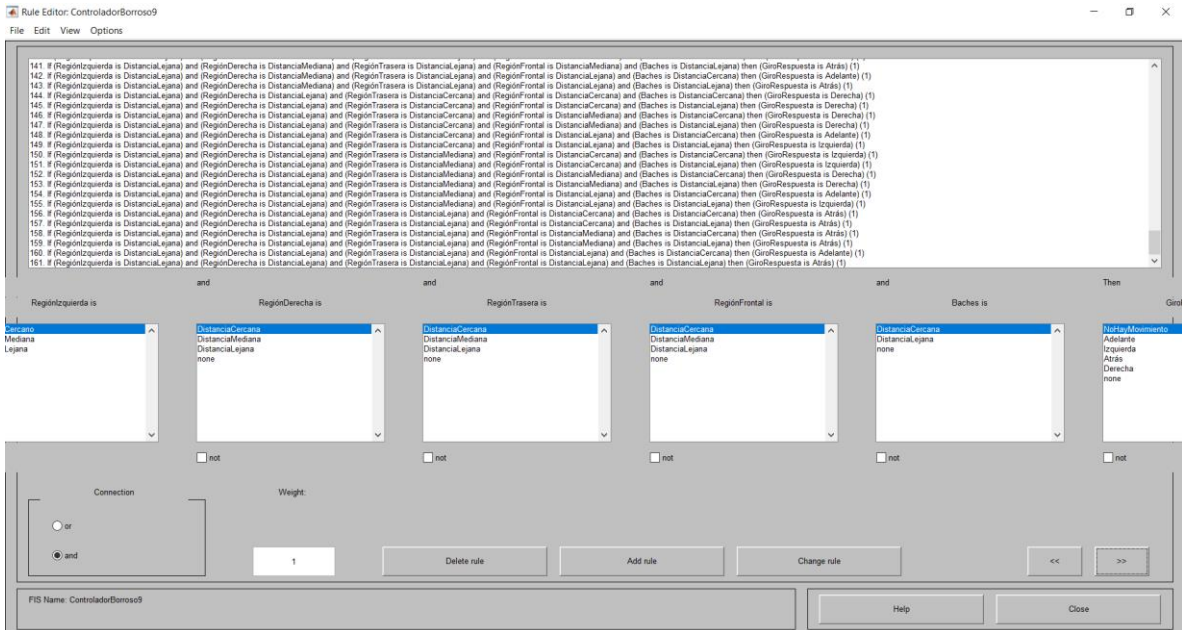 Rule Editor: ControladorBorroso9
File Edit View Options
141. If (RegiónIzquierda is DistanciaLejana) and (RegiónDerecha is DistanciaMediana) and (RegiónTrasera is DistanciaLejana) and (RegiónFrontal is DistanciaMediana) and (Baches is DistanciaLejana) then (GiroRespuesta is Atrás) (1)
142. If (RegiónIzquierda is DistanciaLejana) and (RegiónDerecha is DistanciaMediana) and (RegiónTrasera is DistanciaLejana) and (RegiónFrontal is DistanciaLejana) and (Baches is DistanciaCercana) then (GiroRespuesta is Adelante) (1)
143. If (RegiónIzquierda is DistanciaLejana) and (RegiónDerecha is DistanciaMediana) and (RegiónTrasera is DistanciaLejana) and (RegiónFrontal is DistanciaLejana) and (Baches is DistanciaLejana) then (GiroRespuesta is Atrás) (1)
144. If (RegiónIzquierda is DistanciaLejana) and (RegiónDerecha is DistanciaLejana) and (RegiónTrasera is DistanciaCercana) and (RegiónFrontal is DistanciaCercana) and (Baches is DistanciaCercana) then (GiroRespuesta is Derecha) (1)
145. If (RegiónIzquierda is DistanciaLejana) and (RegiónDerecha is DistanciaLejana) and (RegiónTrasera is DistanciaCercana) and (RegiónFrontal is DistanciaCercana) and (Baches is DistanciaLejana) then (GiroRespuesta is Derecha) (1)
146. If (RegiónIzquierda is DistanciaLejana) and (RegiónDerecha is DistanciaLejana) and (RegiónTrasera is DistanciaCercana) and (RegiónFrontal is DistanciaMediana) and (Baches is DistanciaCercana) then (GiroRespuesta is Derecha) (1)
147. If (RegiónIzquierda is DistanciaLejana) and (RegiónDerecha is DistanciaLejana) and (RegiónTrasera is DistanciaCercana) and (RegiónFrontal is DistanciaMediana) and (Baches is DistanciaLejana) then (GiroRespuesta is Derecha) (1)
148. If (RegiónIzquierda is DistanciaLejana) and (RegiónDerecha is DistanciaLejana) and (RegiónTrasera is DistanciaCercana) and (RegiónFrontal is DistanciaLejana) and (Baches is DistanciaCercana) then (GiroRespuesta is Adelante) (1)
149. If (RegiónIzquierda is DistanciaLejana) and (RegiónDerecha is DistanciaLejana) and (RegiónTrasera is DistanciaCercana) and (RegiónFrontal is DistanciaLejana) and (Baches is DistanciaLejana) then (GiroRespuesta is Izquierda) (1)
150. If (RegiónIzquierda is DistanciaLejana) and (RegiónDerecha is DistanciaLejana) and (RegiónTrasera is DistanciaMediana) and (RegiónFrontal is DistanciaCercana) and (Baches is DistanciaCercana) then (GiroRespuesta is Izquierda) (1)
151. If (RegiónIzquierda is DistanciaLejana) and (RegiónDerecha is DistanciaLejana) and (RegiónTrasera is DistanciaMediana) and (RegiónFrontal is DistanciaCercana) and (Baches is DistanciaLejana) then (GiroRespuesta is Izquierda) (1)
152. If (RegiónIzquierda is DistanciaLejana) and (RegiónDerecha is DistanciaLejana) and (RegiónTrasera is DistanciaMediana) and (RegiónFrontal is DistanciaMediana) and (Baches is DistanciaCercana) then (GiroRespuesta is Derecha) (1)
153. If (RegiónIzquierda is DistanciaLejana) and (RegiónDerecha is DistanciaLejana) and (RegiónTrasera is DistanciaMediana) and (RegiónFrontal is DistanciaMediana) and (Baches is DistanciaLejana) then (GiroRespuesta is Derecha) (1)
154. If (RegiónIzquierda is DistanciaLejana) and (RegiónDerecha is DistanciaLejana) and (RegiónTrasera is DistanciaMediana) and (RegiónFrontal is DistanciaLejana) and (Baches is DistanciaCercana) then (GiroRespuesta is Adelante) (1)
155. If (RegiónIzquierda is DistanciaLejana) and (RegiónDerecha is DistanciaLejana) and (RegiónTrasera is DistanciaMediana) and (RegiónFrontal is DistanciaLejana) and (Baches is DistanciaLejana) then (GiroRespuesta is Izquierda) (1)
156. If (RegiónIzquierda is DistanciaLejana) and (RegiónDerecha is DistanciaLejana) and (RegiónTrasera is DistanciaLejana) and (RegiónFrontal is DistanciaCercana) and (Baches is DistanciaCercana) then (GiroRespuesta is Atrás) (1)
157. If (RegiónIzquierda is DistanciaLejana) and (RegiónDerecha is DistanciaLejana) and (RegiónTrasera is DistanciaLejana) and (RegiónFrontal is DistanciaCercana) and (Baches is DistanciaLejana) then (GiroRespuesta is Atrás) (1)
158. If (RegiónIzquierda is DistanciaLejana) and (RegiónDerecha is DistanciaLejana) and (RegiónTrasera is DistanciaLejana) and (RegiónFrontal is DistanciaMediana) and (Baches is DistanciaCercana) then (GiroRespuesta is Atrás) (1)
159. If (RegiónIzquierda is DistanciaLejana) and (RegiónDerecha is DistanciaLejana) and (RegiónTrasera is DistanciaLejana) and (RegiónFrontal is DistanciaMediana) and (Baches is DistanciaLejana) then (GiroRespuesta is Atrás) (1)
160. If (RegiónIzquierda is DistanciaLejana) and (RegiónDerecha is DistanciaLejana) and (RegiónTrasera is DistanciaLejana) and (RegiónFrontal is DistanciaLejana) and (Baches is DistanciaCercana) then (GiroRespuesta is Adelante) (1)
161. If (RegiónIzquierda is DistanciaLejana) and (RegiónDerecha is DistanciaLejana) and (RegiónTrasera is DistanciaLejana) and (RegiónFrontal is DistanciaLejana) and (Baches is DistanciaLejana) then (GiroRespuesta is Atrás) (1)
and and and and Then
RegiónIzquierda is RegiónDerecha is RegiónTrasera is RegiónFrontal is Baches is
Cercano DistanciaCercana DistanciaCercana DistanciaCercana DistanciaCercana NoHayMovimiento
Mediana DistanciaMediana DistanciaMediana DistanciaMediana DistanciaLejana Adelante
Lejana DistanciaLejana DistanciaLejana DistanciaLejana none Izquierda
none none none Atrás
Derecha
none
not not not not not
Connection Weight:
or
and 1 Delete rule Add rule Change rule << >>
FIS Name: ControladorBorroso9 Help Close